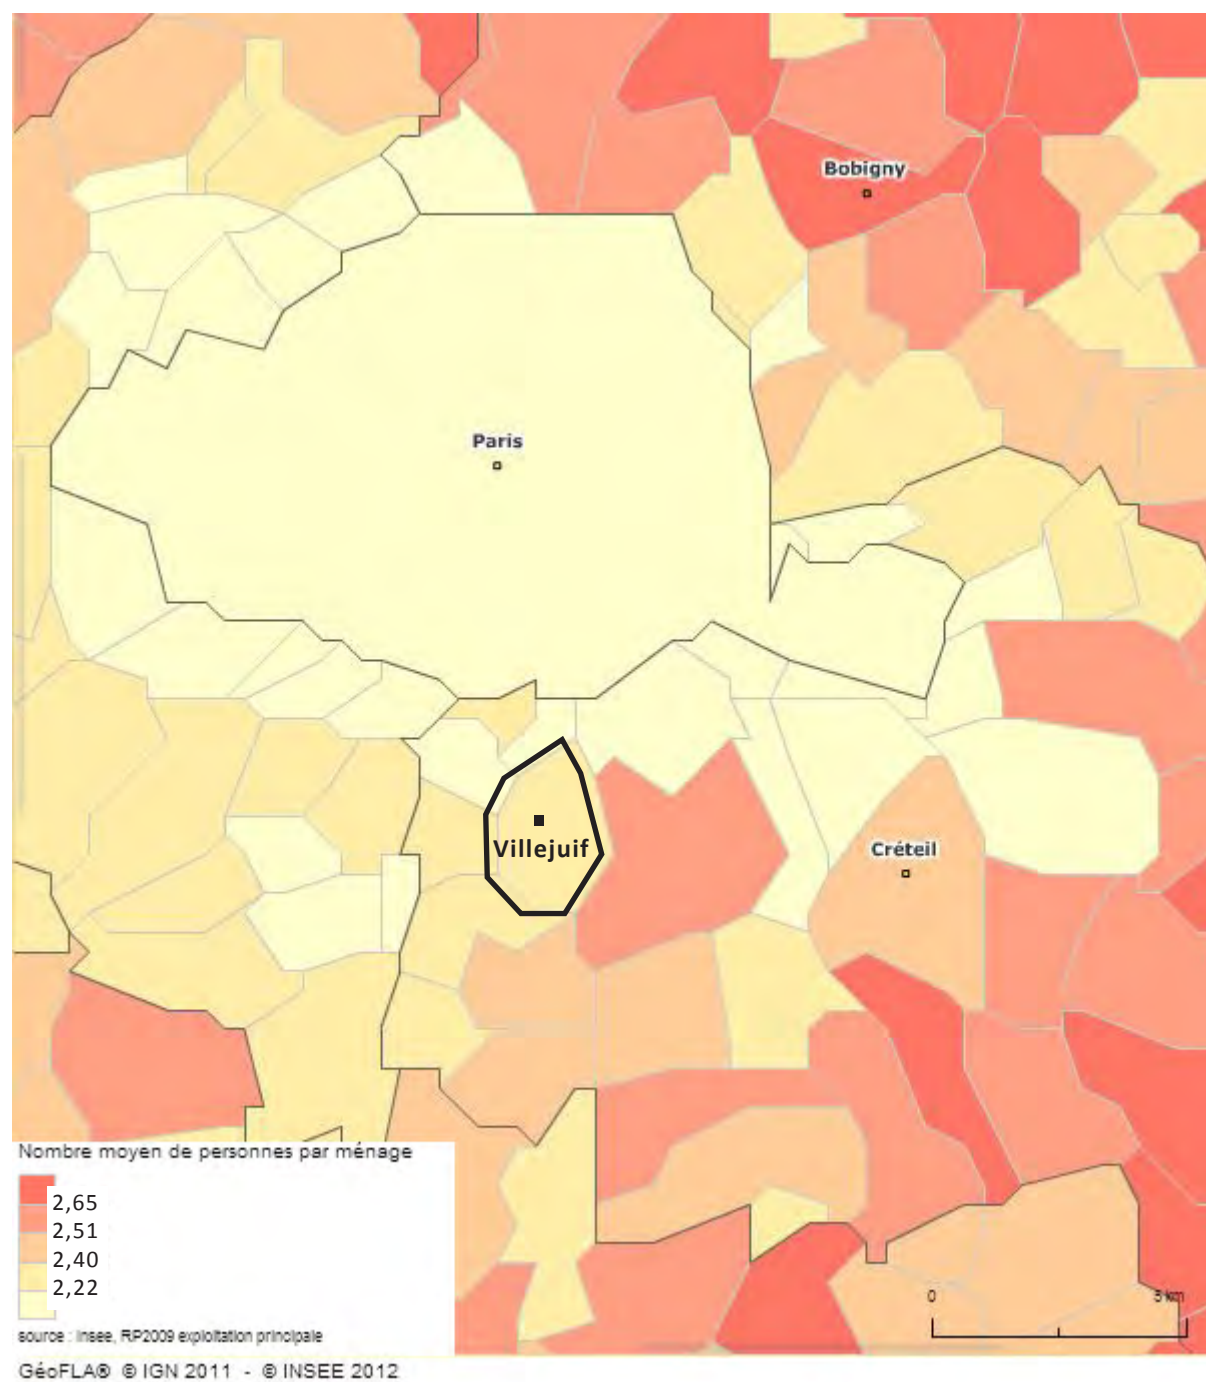 Bobigny
Paris
Villejuif
Créteil
Nombre moyen de personnes par ménage
2,65
2,51
2,40
2,22
0 5 km
source : Insee, RP2009 exploitation principale
GéoFLA® © IGN 2011 - © INSEE 2012